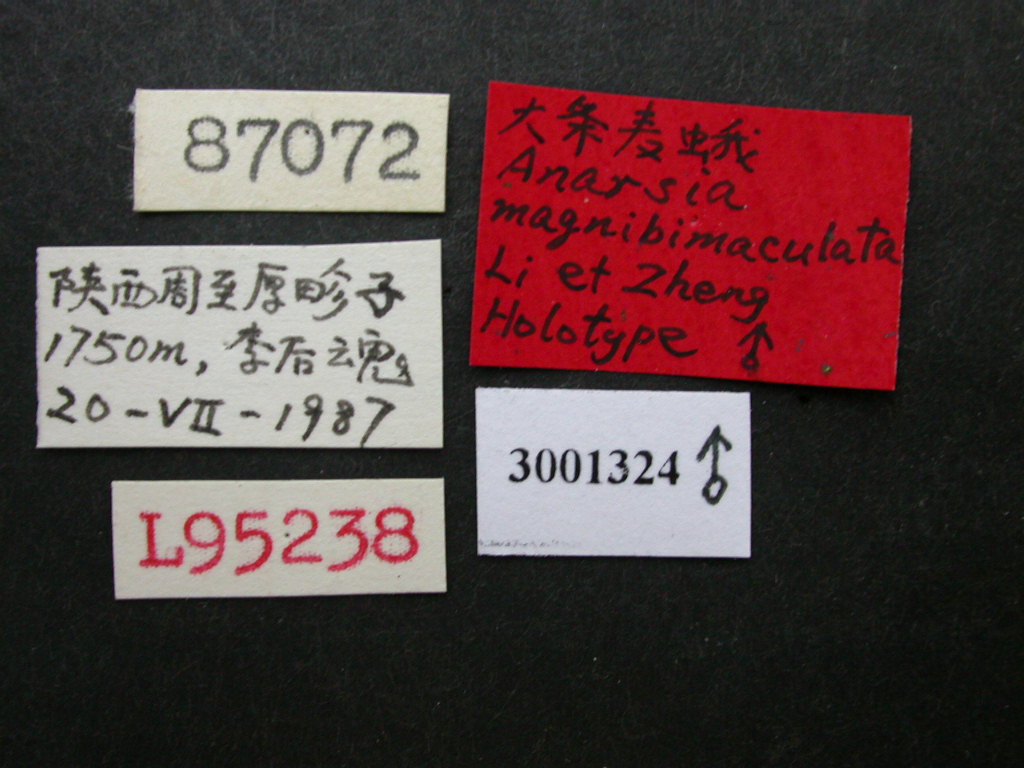 87072
陕西周至厚畛子
1750m, 李后魂
20-VII-1987
L95238
大条麦蛾
Anarsia
magnibimaculata
Li et Zheng
Holotype ♂
3001324 ♂